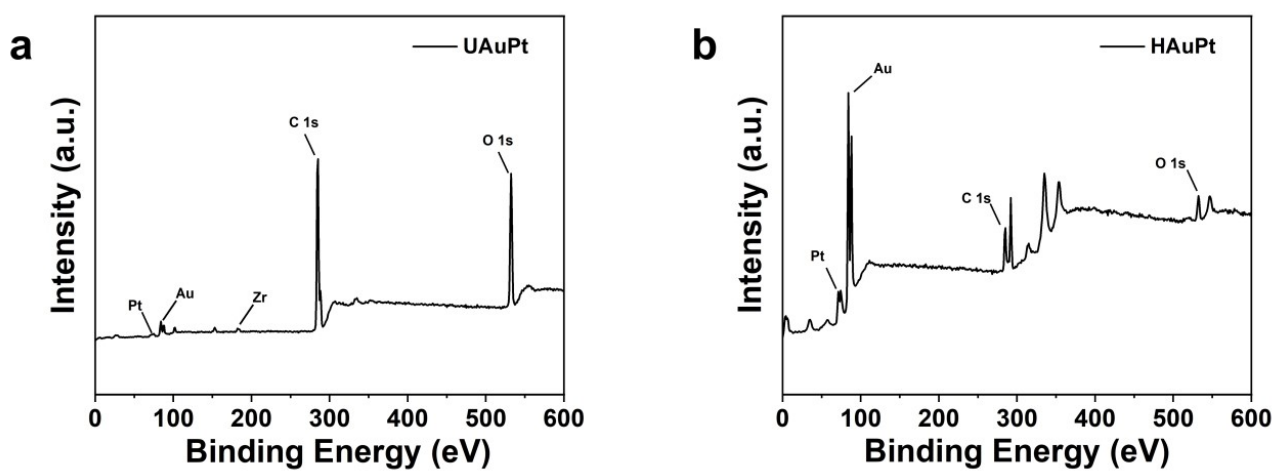 a
UAuPt
C 1s
O 1s
Pt
Au
Zr
Intensity (a.u.)
0 100 200 300 400 500 600
Binding Energy (eV)
b
HAuPt
Au
C 1s
O 1s
Pt
Intensity (a.u.)
0 100 200 300 400 500 600
Binding Energy (eV)